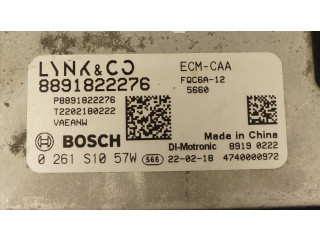 LYNK&CO ECM-CAA
8891822276 FQC6A-12
5660
P8891822276
T2202180222
VAEANW
Made in China
BOSCH DI-Motronic 8919 0222
0 261 S10 57W S66 22-02-18 4740000972